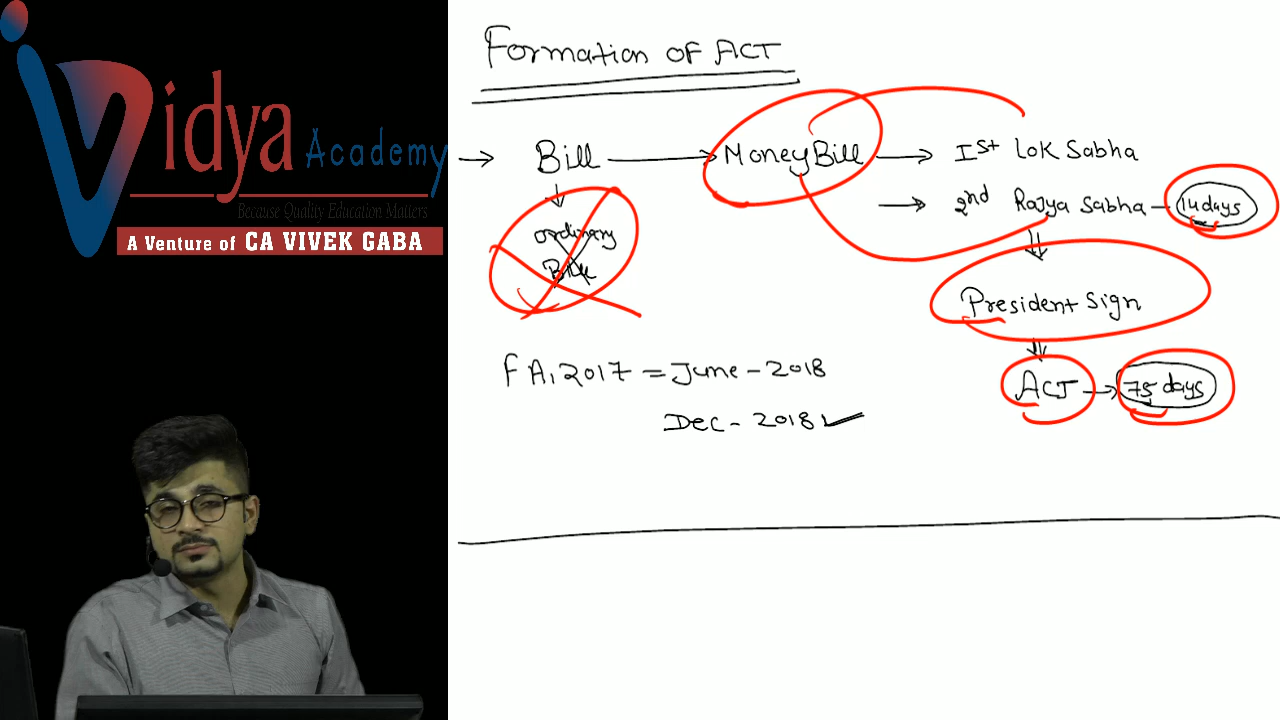 Vidya
Academy
Because Quality Education Matters
A Venture of CA VIVEK GABA
Formation of ACT
Bill
Money Bill
Ist Lok Sabha
2nd Rajya Sabha – 14 days
ordinary
Bill
President Sign
ACT
75 days
FA, 2017 = June – 2018
Dec – 2018